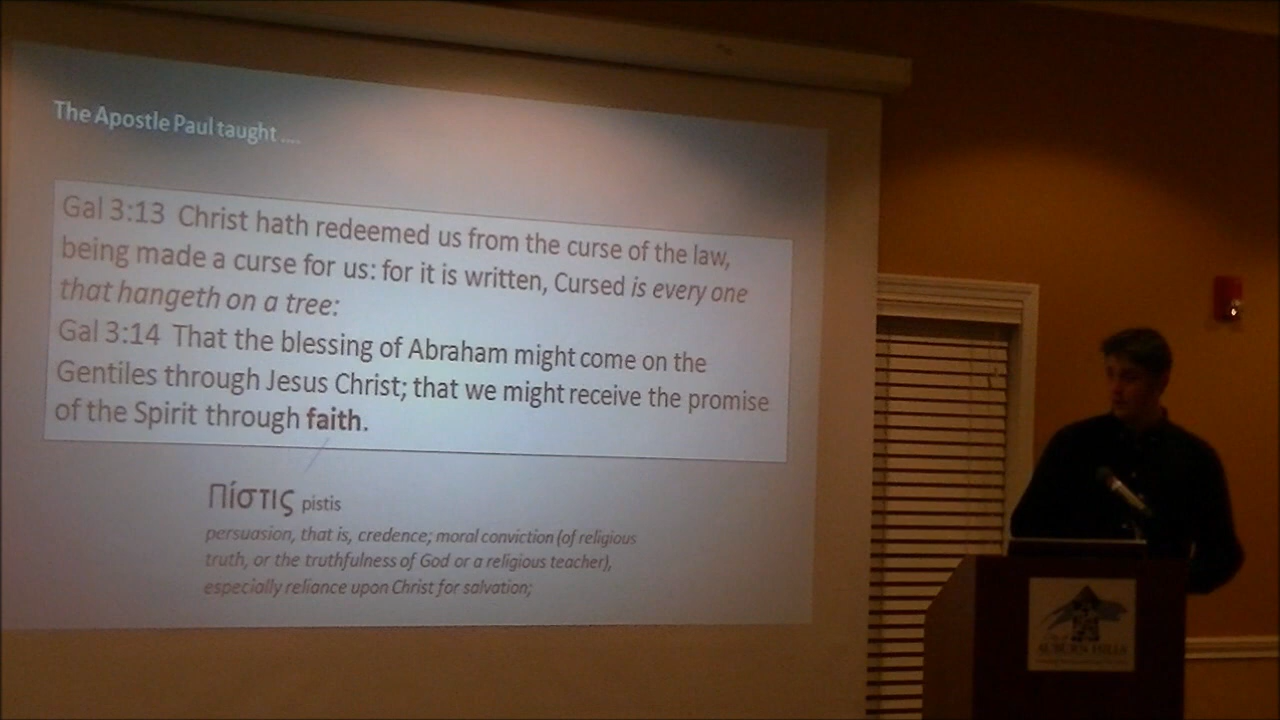 The Apostle Paul taught ....
Gal 3:13 Christ hath redeemed us from the curse of the law,
being made a curse for us: for it is written, Cursed is every one
that hangeth on a tree:
Gal 3:14 That the blessing of Abraham might come on the
Gentiles through Jesus Christ; that we might receive the promise
of the Spirit through faith.
Πίστις pistis
persuasion, that is, credence; moral conviction (of religious
truth, or the truthfulness of God or a religious teacher),
especially reliance upon Christ for salvation;
AUBURN HILLS